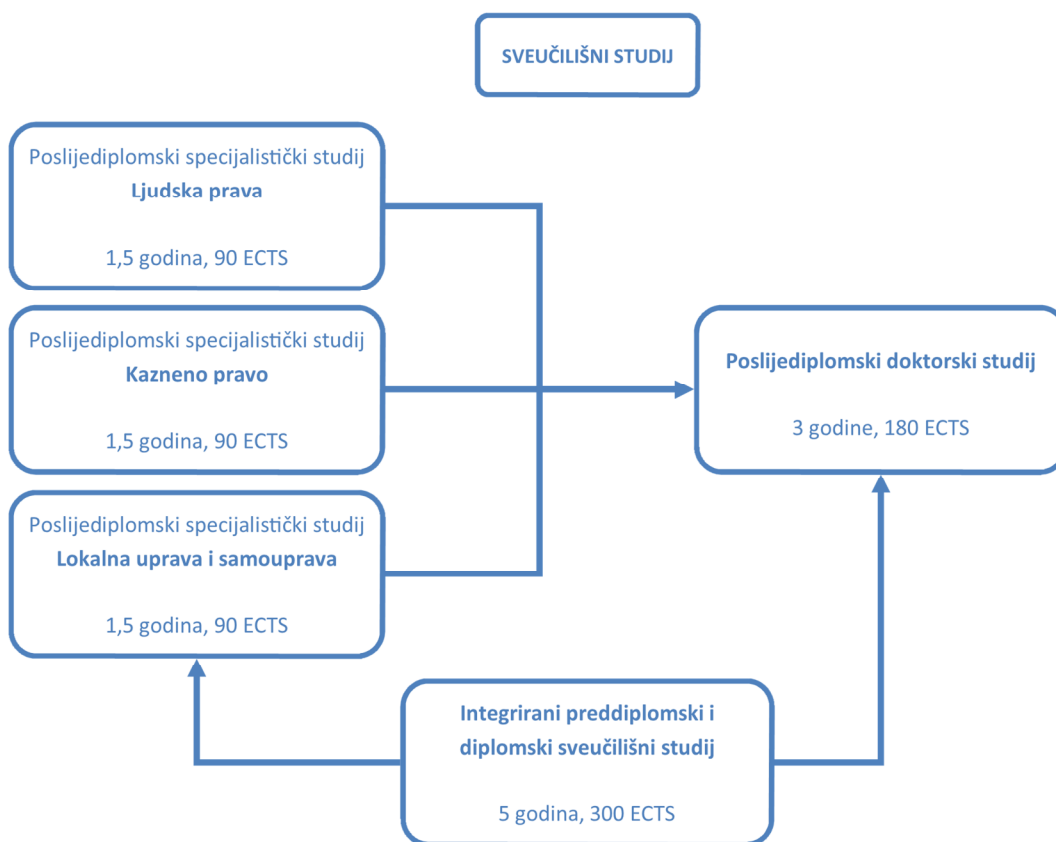 SVEUČILIŠNI STUDIJ
Poslijediplomski specijalistički studij
Ljudska prava
1,5 godina, 90 ECTS
Poslijediplomski specijalistički studij
Kazneno pravo
1,5 godina, 90 ECTS
Poslijediplomski specijalistički studij
Lokalna uprava i samouprava
1,5 godina, 90 ECTS
Poslijediplomski doktorski studij
3 godine, 180 ECTS
Integrirani preddiplomski i
diplomski sveučilišni studij
5 godina, 300 ECTS